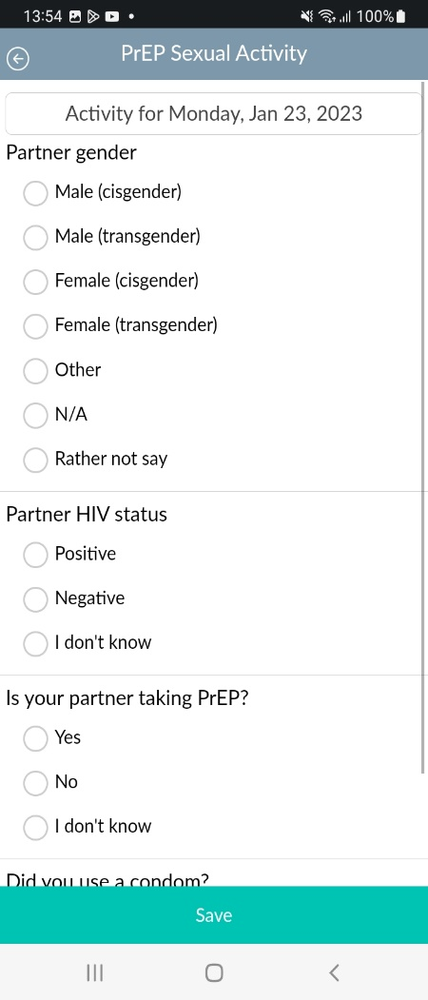 13:54 100%
PrEP Sexual Activity
Activity for Monday, Jan 23, 2023
Partner gender
Male (cisgender)
Male (transgender)
Female (cisgender)
Female (transgender)
Other
N/A
Rather not say
Partner HIV status
Positive
Negative
I don't know
Is your partner taking PrEP?
Yes
No
I don't know
Did you use a condom?
Save